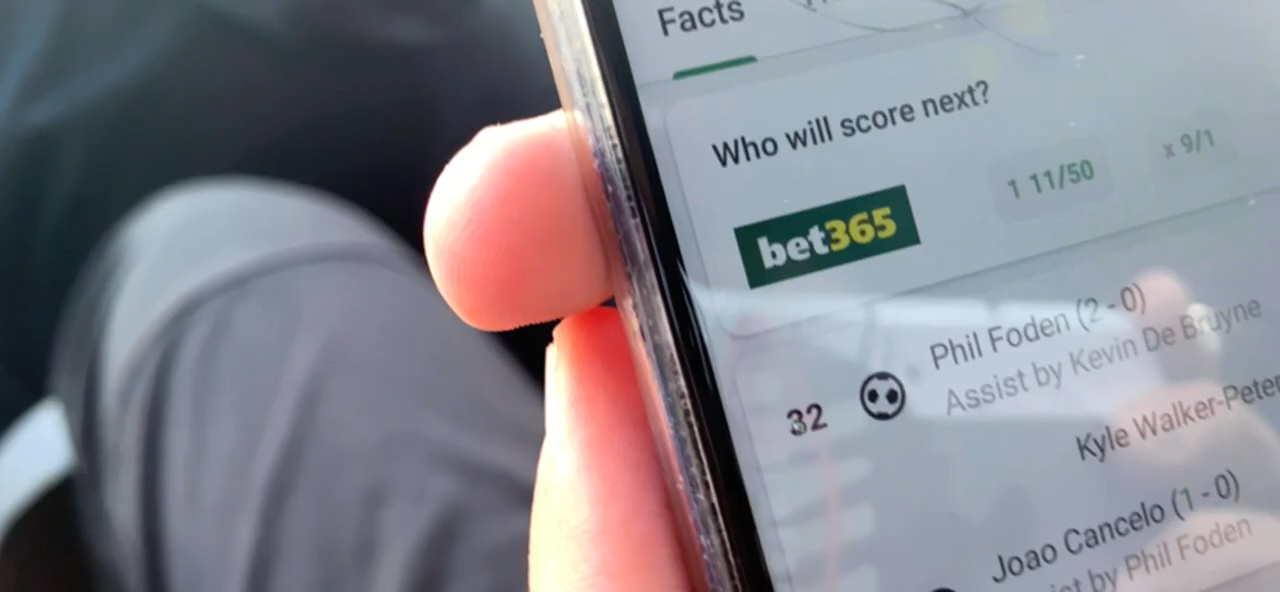 Facts
Who will score next?
bet365
1 11/50
x 9/1
Phil Foden (2 - 0)
32
Assist by Kevin De Bruyne
Kyle Walker-Peter
Joao Cancelo (1 - 0)
by Phil Foden